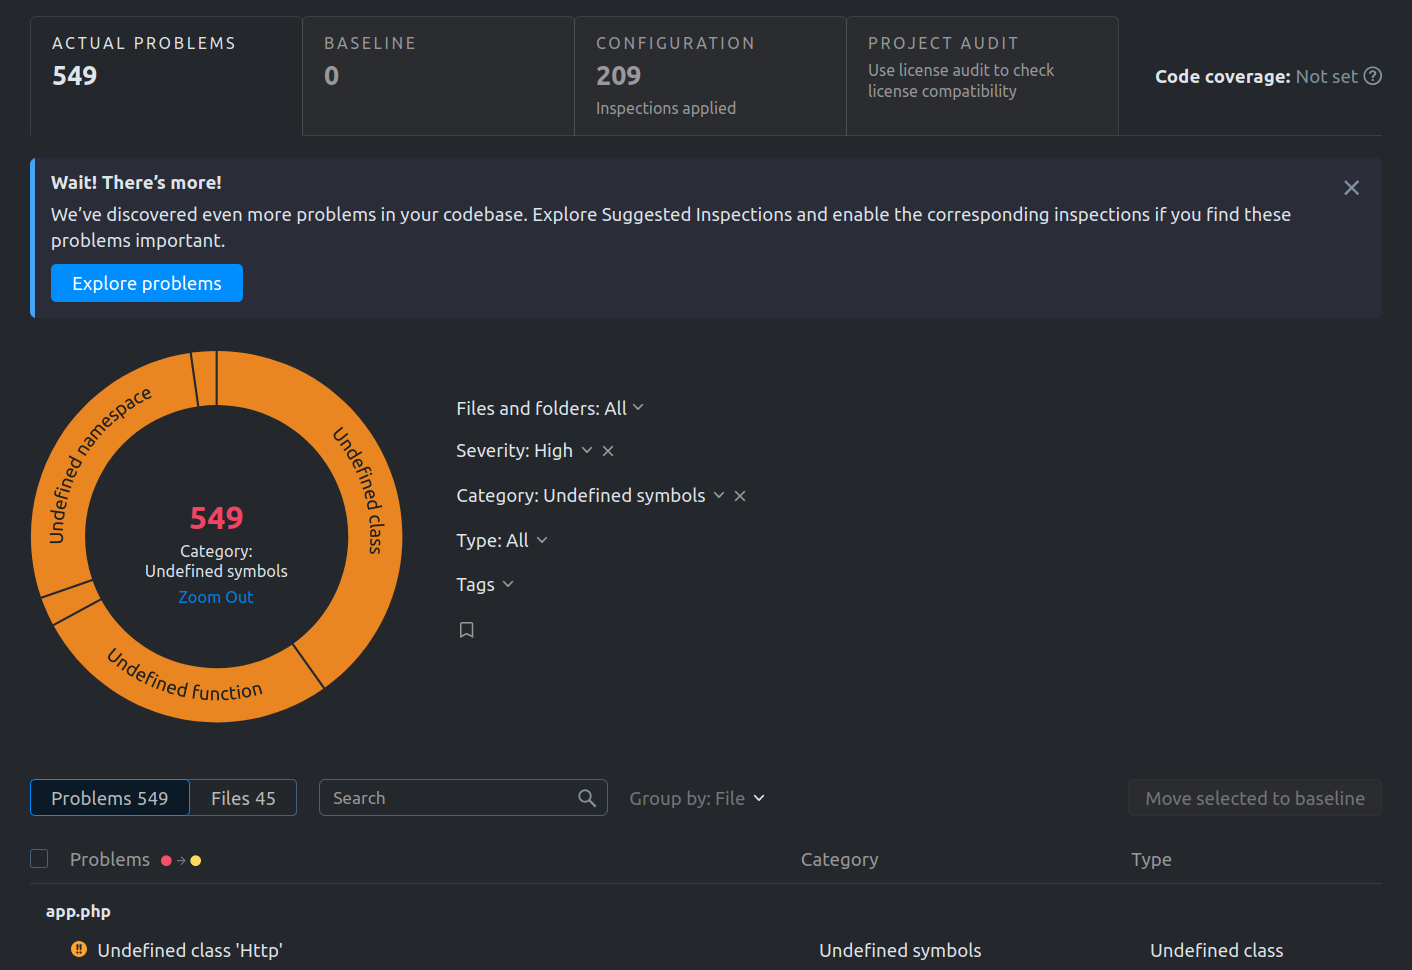 ACTUAL PROBLEMS
549
BASELINE
0
CONFIGURATION
209
Inspections applied
PROJECT AUDIT
Use license audit to check
license compatibility
Code coverage: Not set
Wait! There’s more!
We’ve discovered even more problems in your codebase. Explore Suggested Inspections and enable the corresponding inspections if you find these
problems important.
Explore problems
Undefined namespace
Undefined class
Undefined function
549
Category:
Undefined symbols
Zoom Out
Files and folders: All
Severity: High
Category: Undefined symbols
Type: All
Tags
Problems 549
Files 45
Search
Group by: File
Move selected to baseline
Problems
Category
Type
app.php
Undefined class 'Http'
Undefined symbols
Undefined class